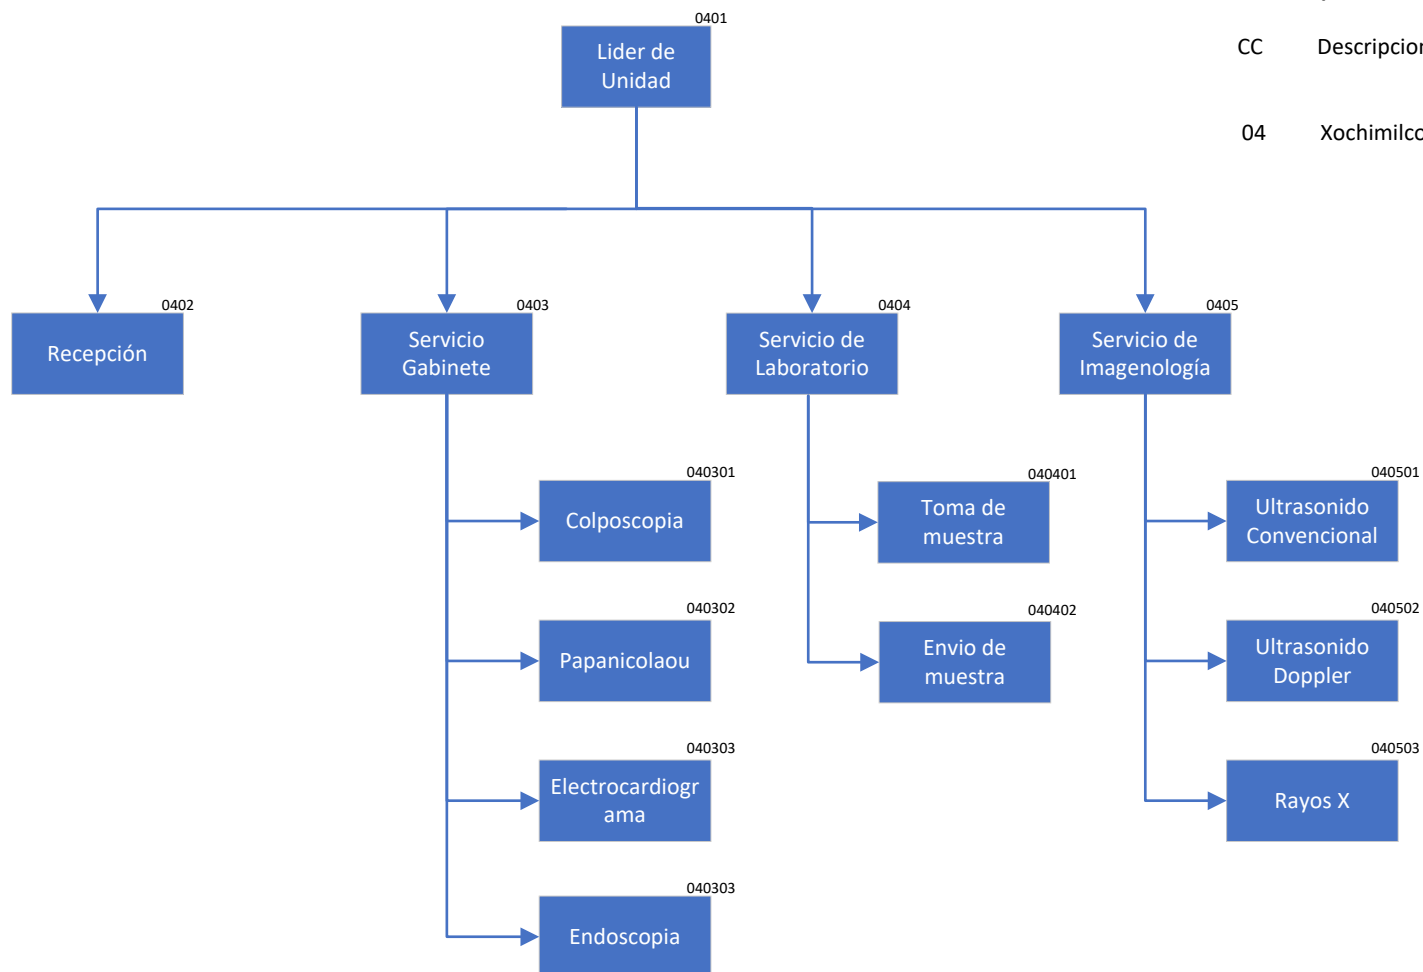 0401
Lider de
Unidad
CC Descripcion
04 Xochimilco
0402
Recepción
0403
Servicio
Gabinete
0404
Servicio de
Laboratorio
0405
Servicio de
Imagenología
040301
Colposcopia
040302
Papanicolaou
040303
Electrocardiogr
ama
040303
Endoscopia
040401
Toma de
muestra
040402
Envio de
muestra
040501
Ultrasonido
Convencional
040502
Ultrasonido
Doppler
040503
Rayos X